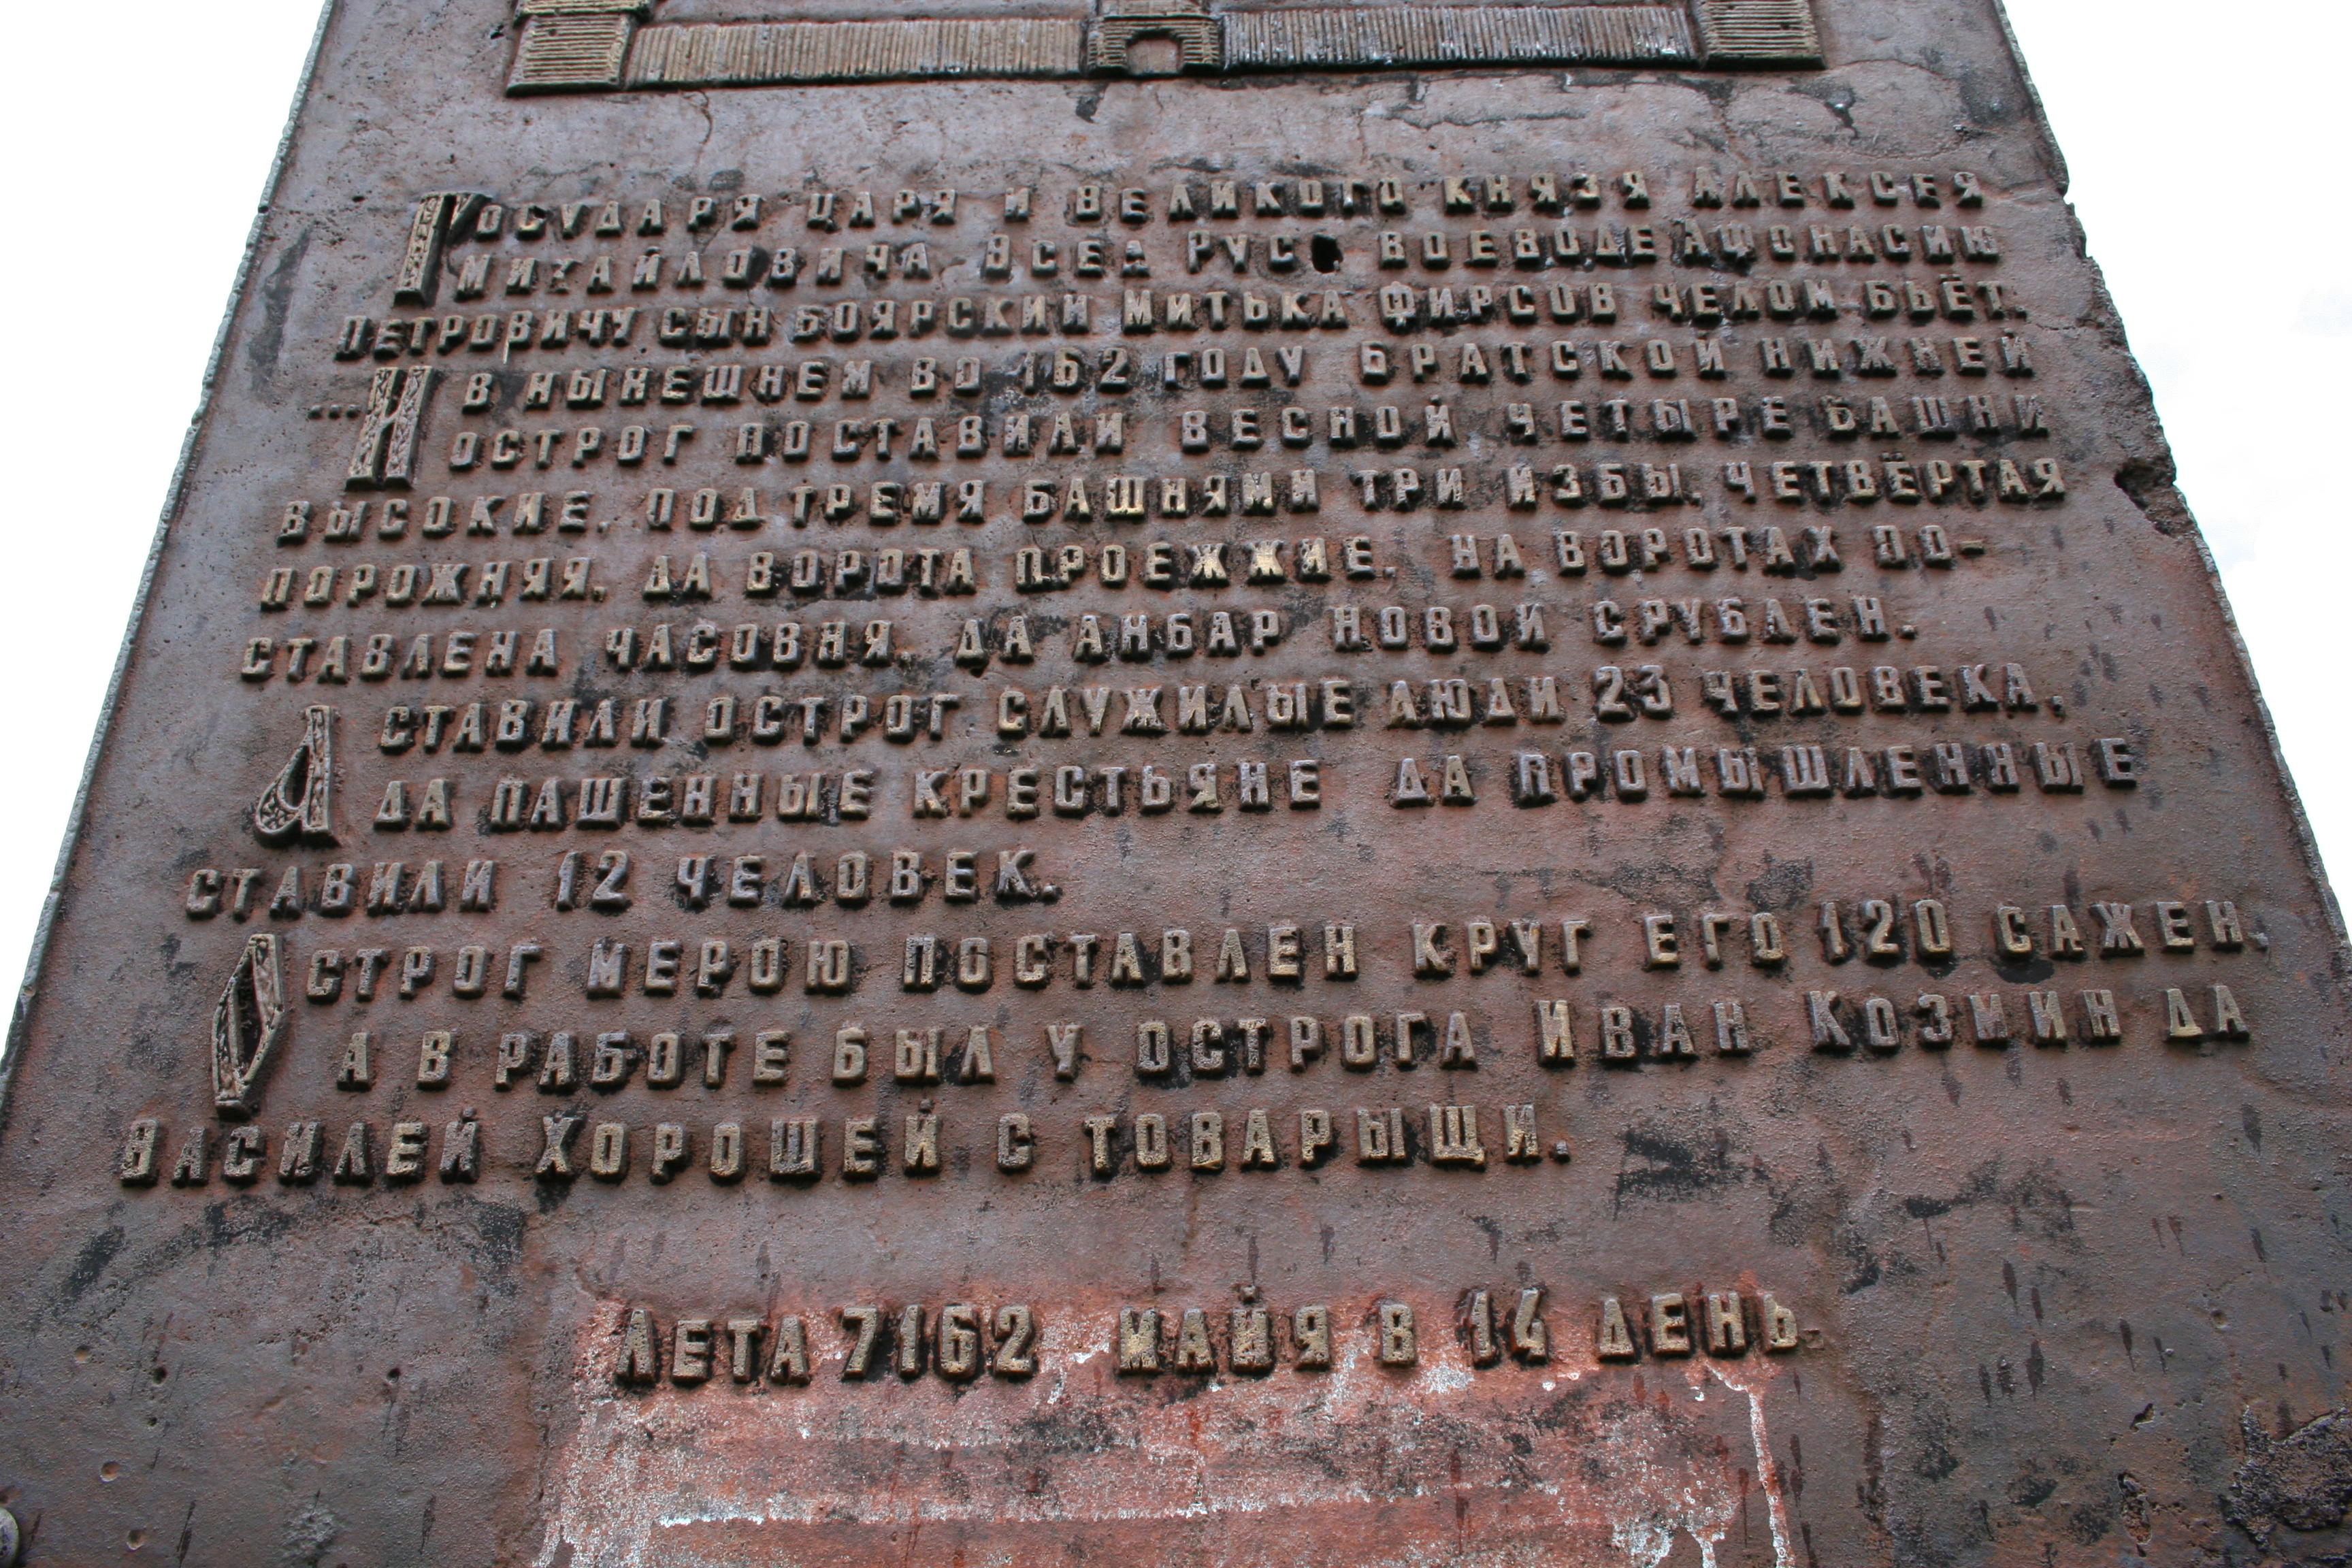 Государя царя и великого князя Алексея
Михайловича Всея Руси воеводе Афонасию
Петровичу сын боярский Митька Фирсов челом бьёт.
...И в нынешнем во 162 году Братской нижней
острог поставили весной четыре башни
высокие, под тремя башнями три избы, четвёртая
порожняя, да ворота проежжие, на воротах по-
ставлена часовня, да анбар новой срублен.
А ставили острог служилые люди 23 человека,
да пашенные крестьяне да промышленные
ставили 12 человек.
Острог мерою поставлен круг его 120 сажен,
а в работе был у острога Иван Козмин да
Василей Хорошей с товарыщи.
Лета 7162 майя в 14 день.